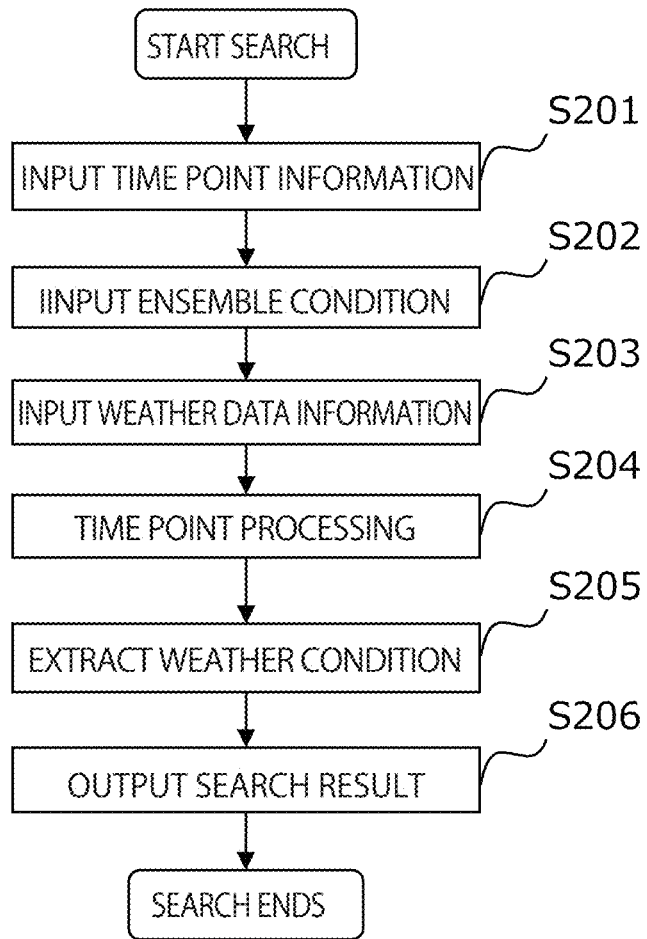 START SEARCH
S201
INPUT TIME POINT INFORMATION
S202
IINPUT ENSEMBLE CONDITION
S203
INPUT WEATHER DATA INFORMATION
S204
TIME POINT PROCESSING
S205
EXTRACT WEATHER CONDITION
S206
OUTPUT SEARCH RESULT
SEARCH ENDS